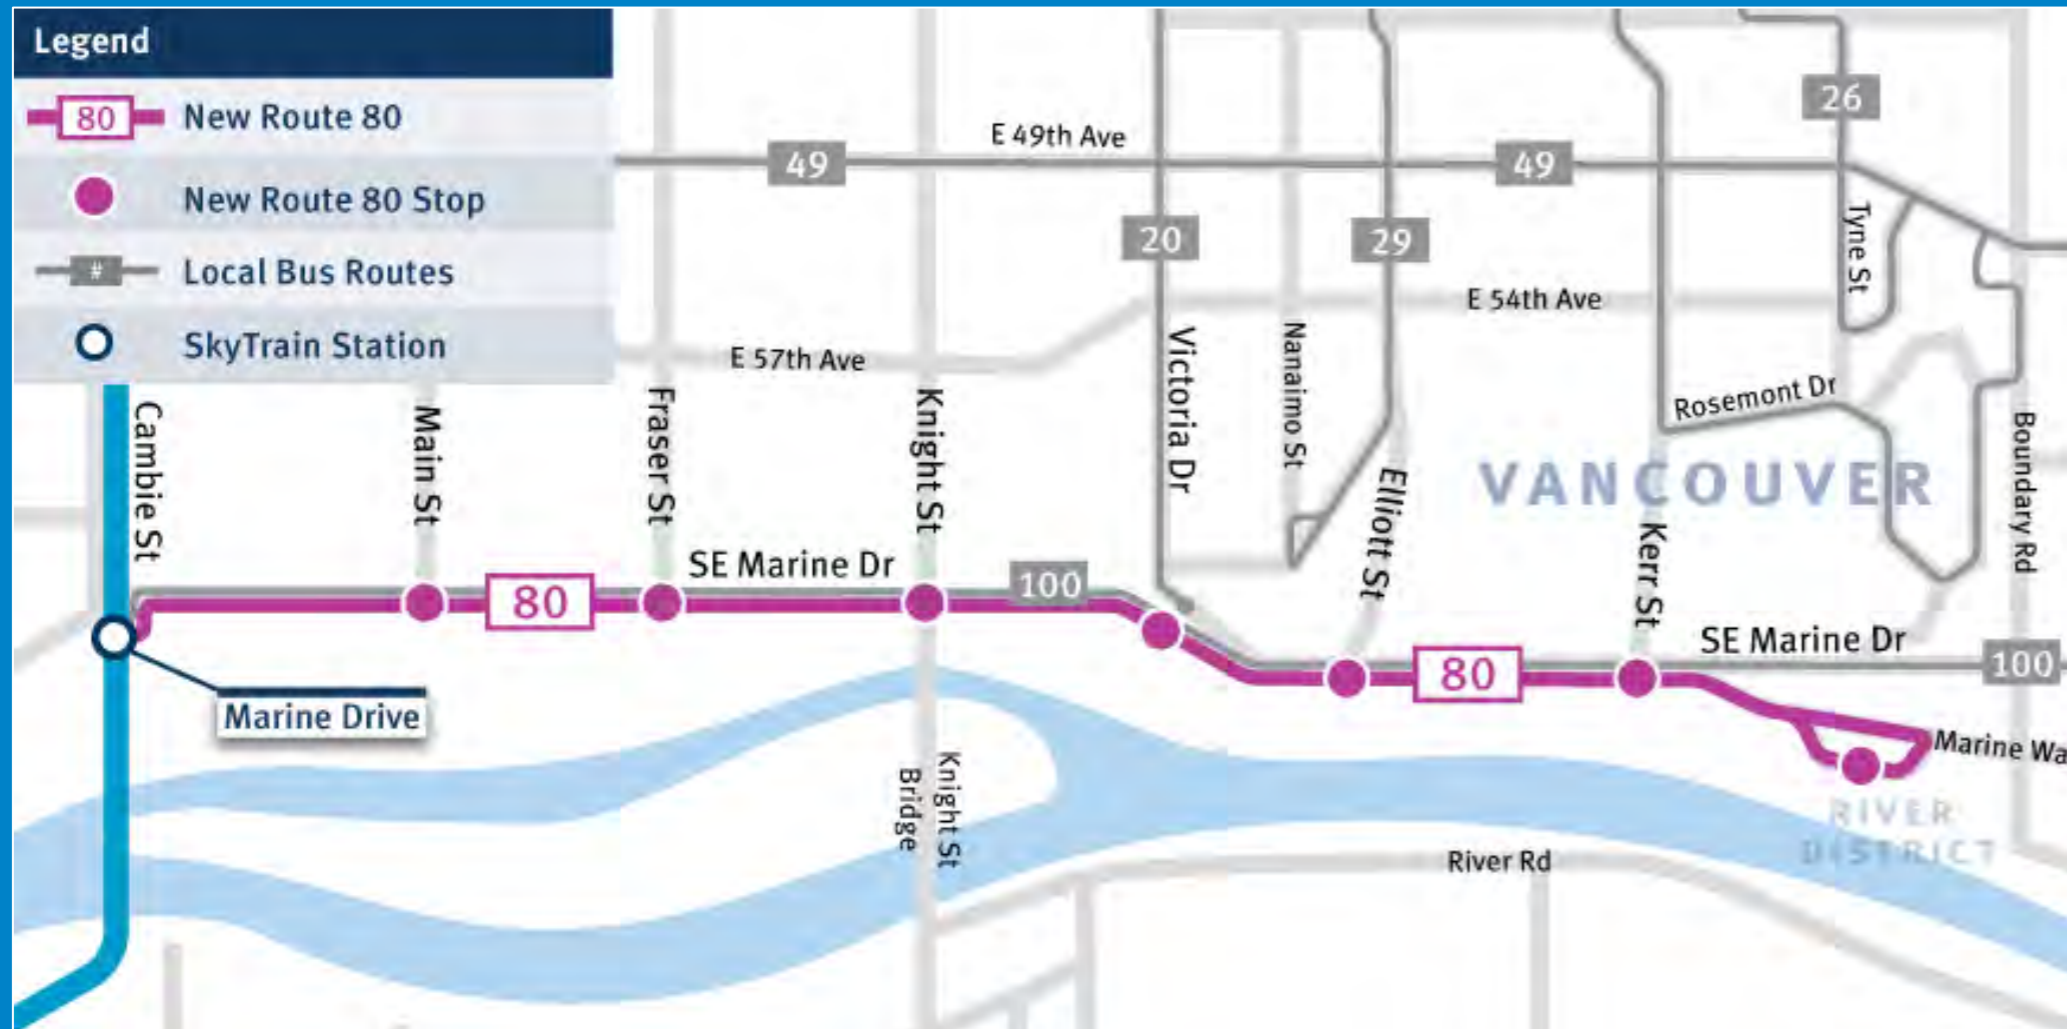 Legend
80 New Route 80
New Route 80 Stop
# Local Bus Routes
SkyTrain Station
26
E 49th Ave
49
49
Tyne St
20
29
E 54th Ave
E 57th Ave
Victoria Dr
Nanaimo St
Rosemont Dr
Cambie St
Main St
Fraser St
Knight St
Elliott St
VANCOUVER
Boundary Rd
Kerr St
SE Marine Dr
100
80
SE Marine Dr
80
100
Marine Drive
Marine Wa
Knight St
Bridge
RIVER
DISTRICT
River Rd